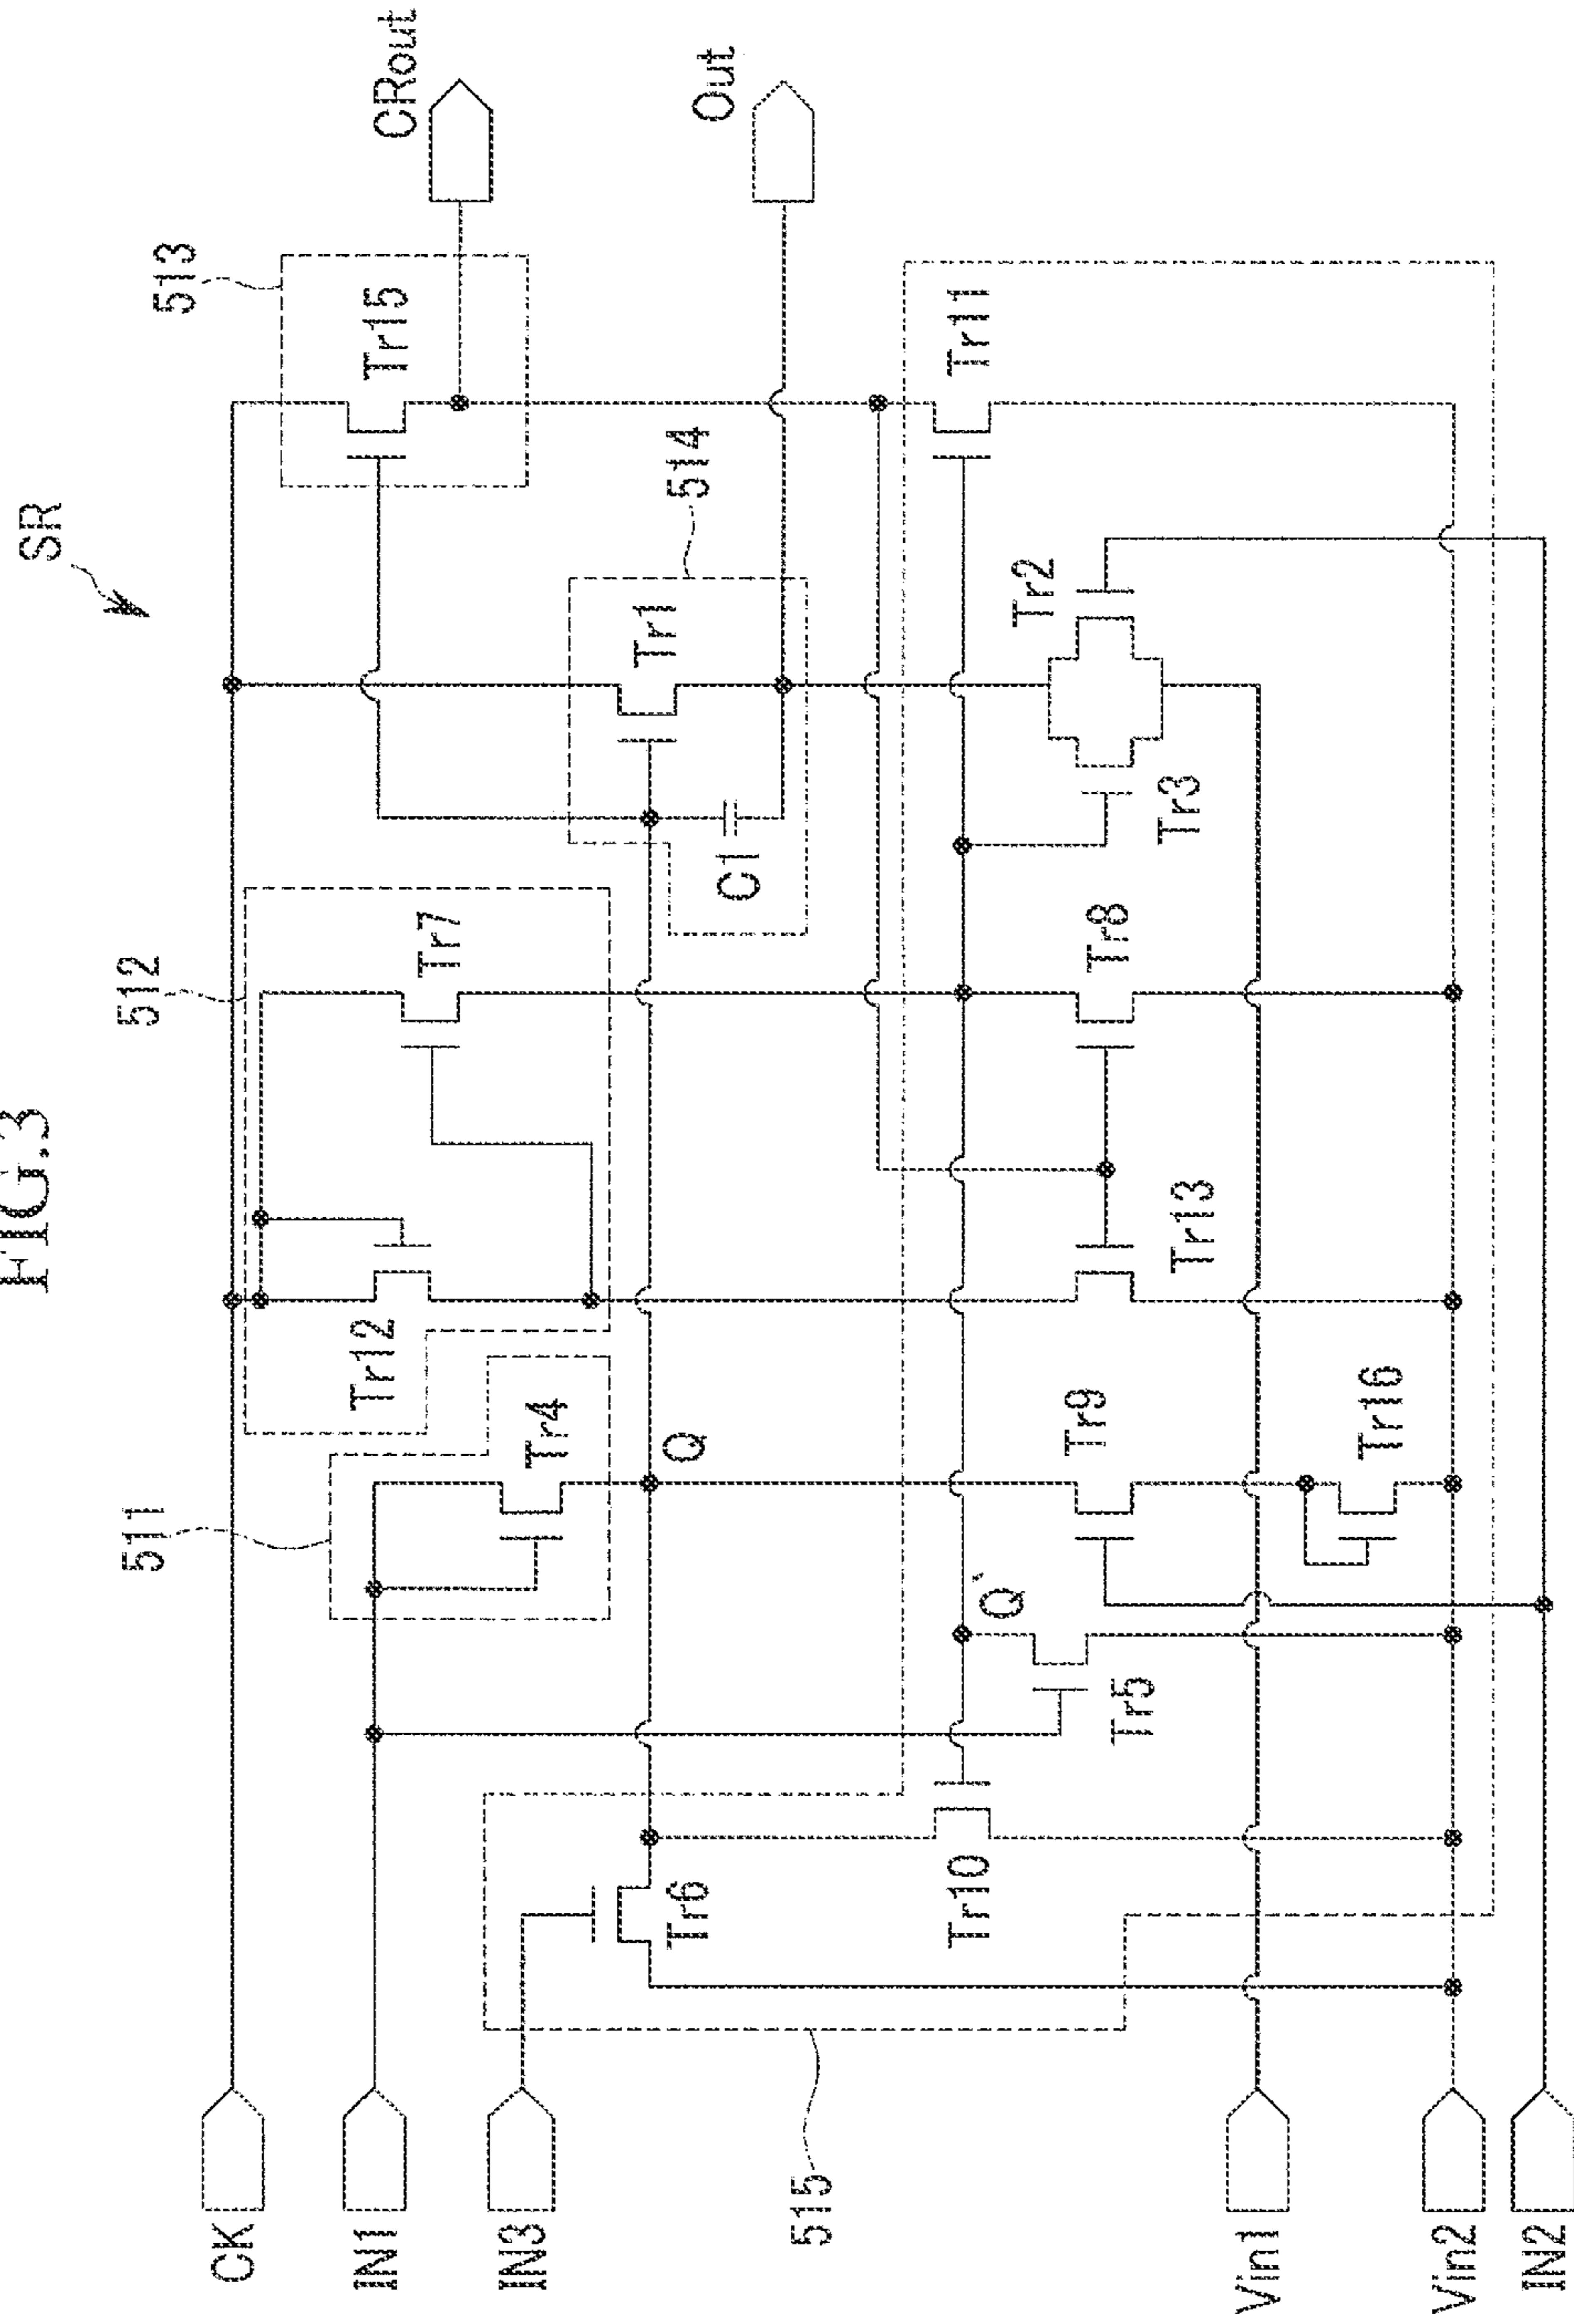 FIG.3
SR
511
512
513
514
515
CK
IN1
IN3
Vin1
Vin2
IN2
CRout
Out
Tr12
Tr7
Tr15
Tr4
Tr1
C1
Q
Tr6
Tr10
Q'
Tr5
Tr9
Tr16
Tr13
Tr8
Tr3
Tr2
Tr11